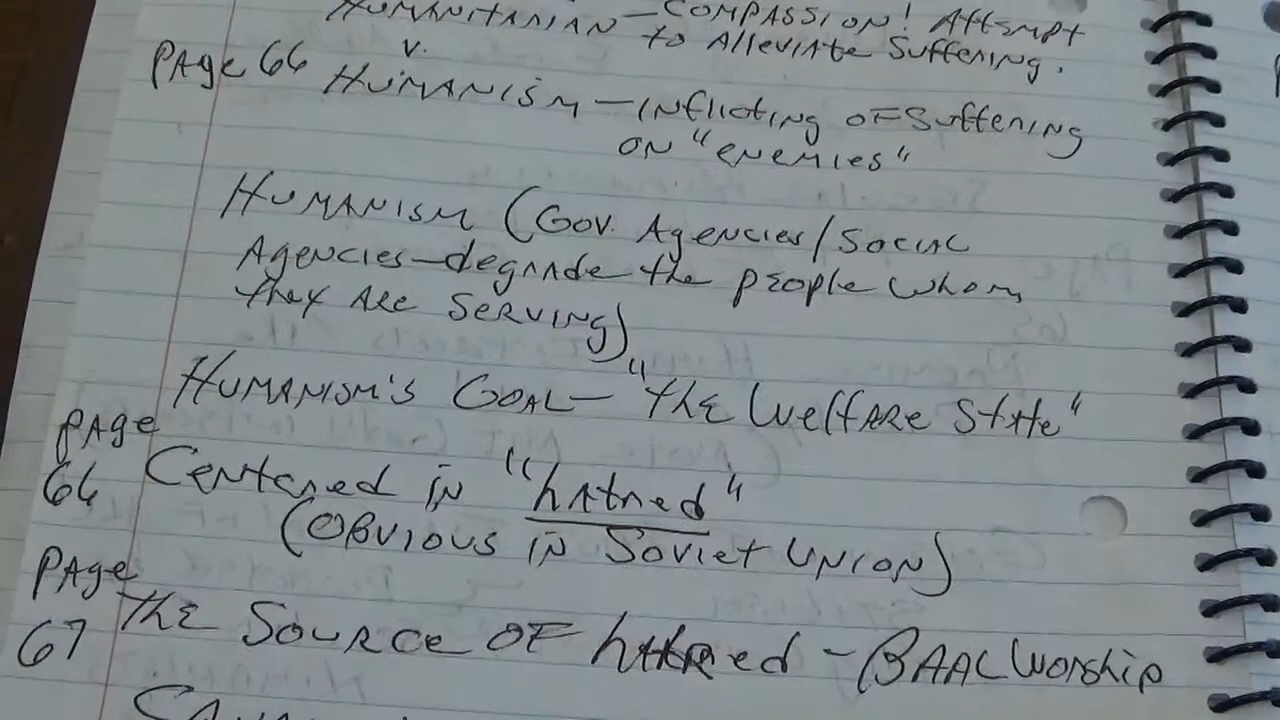 HUMANITARIAN - COMPASSION! Attempt
to Alleviate Suffering.
PAge 66 v.
HUMANISM - INflicting OF Suffering
ON "ENEMIES"
HUMANISM (Gov. Agencies/Social
Agencies - degrade the people whom
they Are Serving)
HUMANISM'S GOAL - "The Welfare State"
PAge
66 Centered in "hatred"
(OBVIOUS IN Soviet UNION)
PAge
67 The Source OF hatred - BAAL Worship